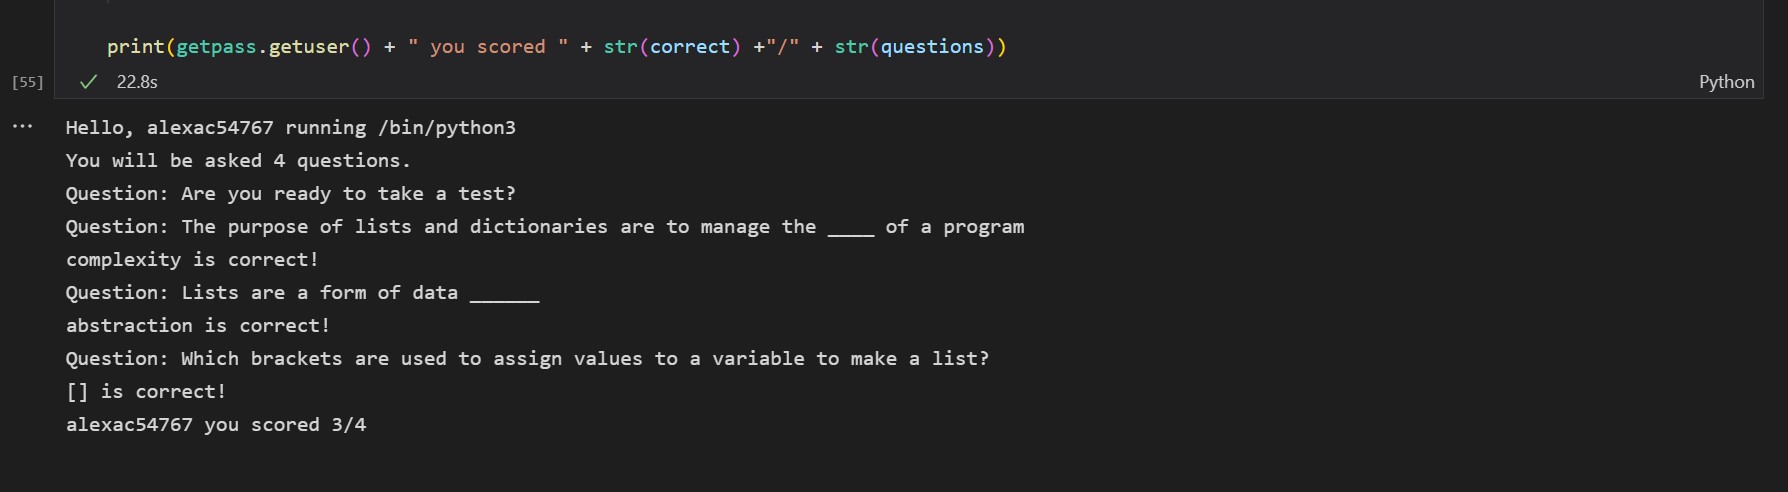 print(getpass.getuser() + " you scored " + str(correct) +"/" + str(questions))
[55] ✓ 22.8s Python
... Hello, alexac54767 running /bin/python3
You will be asked 4 questions.
Question: Are you ready to take a test?
Question: The purpose of lists and dictionaries are to manage the ____ of a program
complexity is correct!
Question: Lists are a form of data ______
abstraction is correct!
Question: Which brackets are used to assign values to a variable to make a list?
[] is correct!
alexac54767 you scored 3/4